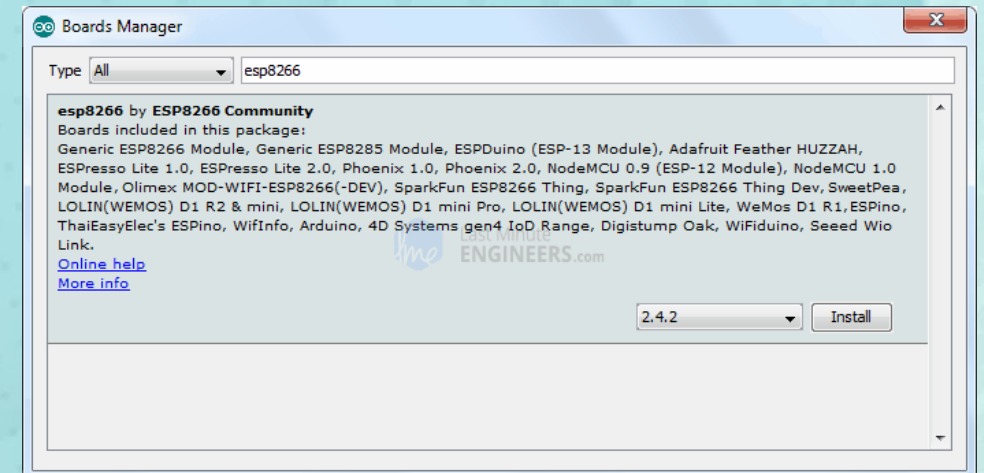 Boards Manager
Type All esp8266
esp8266 by ESP8266 Community
Boards included in this package:
Generic ESP8266 Module, Generic ESP8285 Module, ESPDuino (ESP-13 Module), Adafruit Feather HUZZAH,
ESPresso Lite 1.0, ESPresso Lite 2.0, Phoenix 1.0, Phoenix 2.0, NodeMCU 0.9 (ESP-12 Module), NodeMCU 1.0
Module, Olimex MOD-WIFI-ESP8266(-DEV), SparkFun ESP8266 Thing, SparkFun ESP8266 Thing Dev, SweetPea,
LOLIN(WEMOS) D1 R2 & mini, LOLIN(WEMOS) D1 mini Pro, LOLIN(WEMOS) D1 mini Lite, WeMos D1 R1,ESPino,
ThaiEasyElec's ESPino, WifInfo, Arduino, 4D Systems gen4 IoD Range, Digistump Oak, WiFiduino, Seeed Wio
Link.
Last Minute
ENGINEERS.com
me
Online help
More info
2.4.2 Install